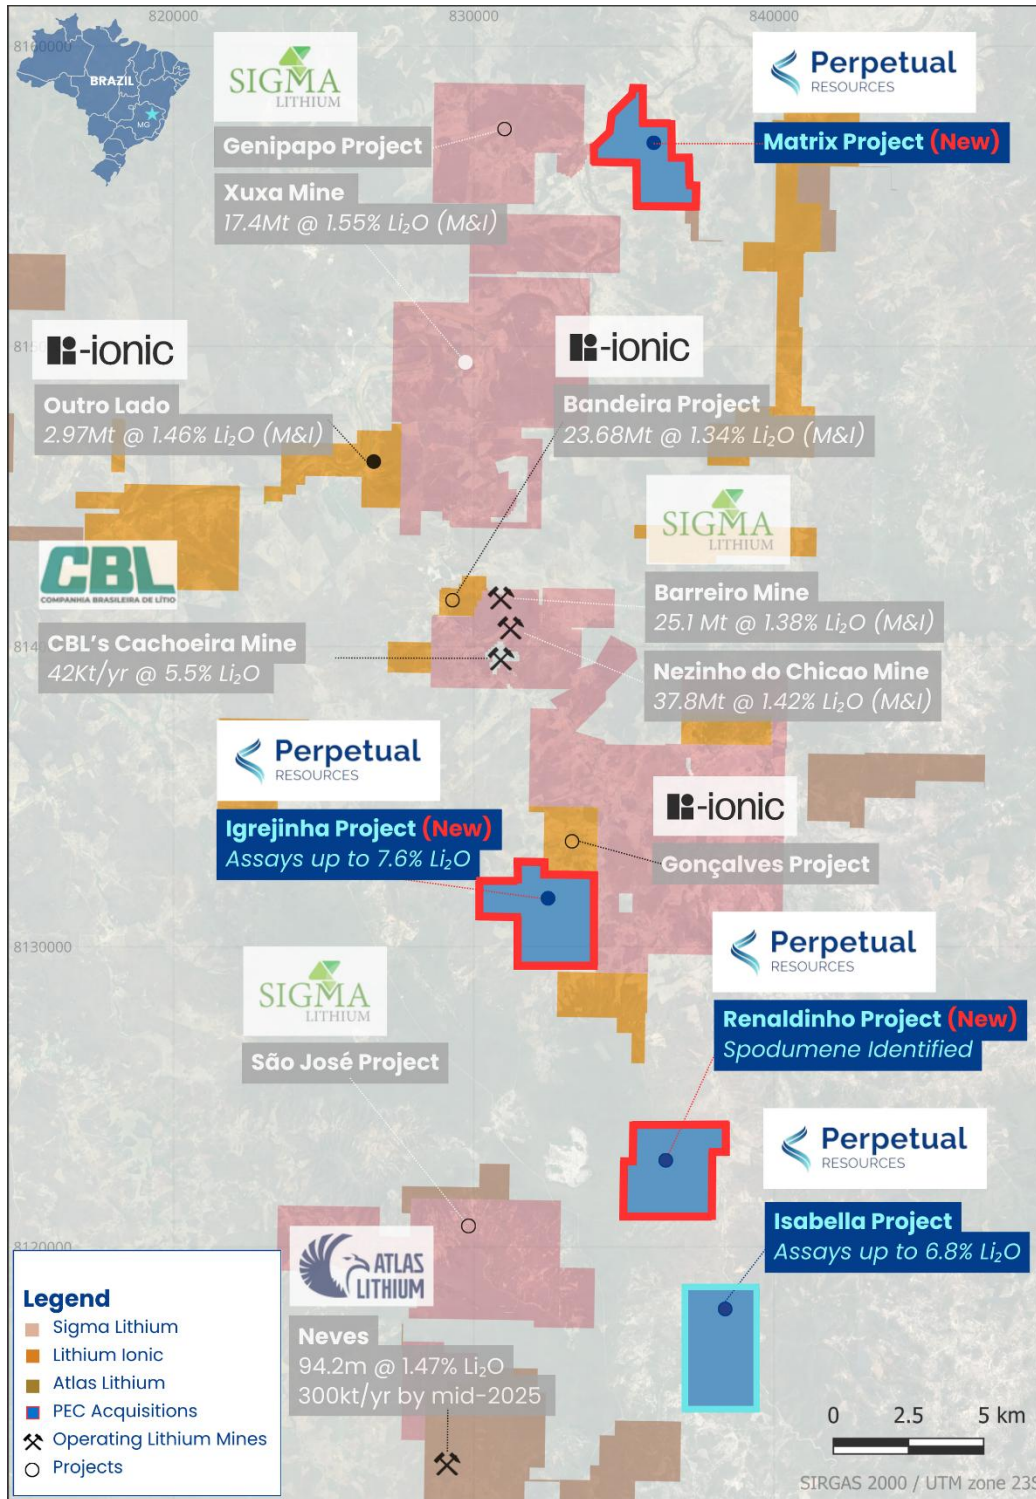 820000
830000
840000
8160000
BRAZIL
MG
SIGMA
LITHIUM
Genipapo Project
Xuxa Mine
17.4Mt @ 1.55% Li₂O (M&I)
Perpetual
RESOURCES
Matrix Project (New)
-ionic
Outro Lado
2.97Mt @ 1.46% Li₂O (M&I)
-ionic
Bandeira Project
23.68Mt @ 1.34% Li₂O (M&I)
CBL
COMPANHIA BRASILEIRA DE LÍTIO
CBL's Cachoeira Mine
42Kt/yr @ 5.5% Li₂O
SIGMA
LITHIUM
Barreiro Mine
25.1 Mt @ 1.38% Li₂O (M&I)
Nezinho do Chicao Mine
37.8Mt @ 1.42% Li₂O (M&I)
Perpetual
RESOURCES
Igrejinha Project (New)
Assays up to 7.6% Li₂O
-ionic
Gonçalves Project
8130000
SIGMA
LITHIUM
São José Project
Perpetual
RESOURCES
Renaldinho Project (New)
Spodumene Identified
Perpetual
RESOURCES
Isabella Project
Assays up to 6.8% Li₂O
8120000
ATLAS
LITHIUM
Neves
94.2m @ 1.47% Li₂O
300kt/yr by mid-2025
Legend
Sigma Lithium
Lithium Ionic
Atlas Lithium
PEC Acquisitions
Operating Lithium Mines
Projects
0 2.5 5 km
SIRGAS 2000 / UTM zone 23S